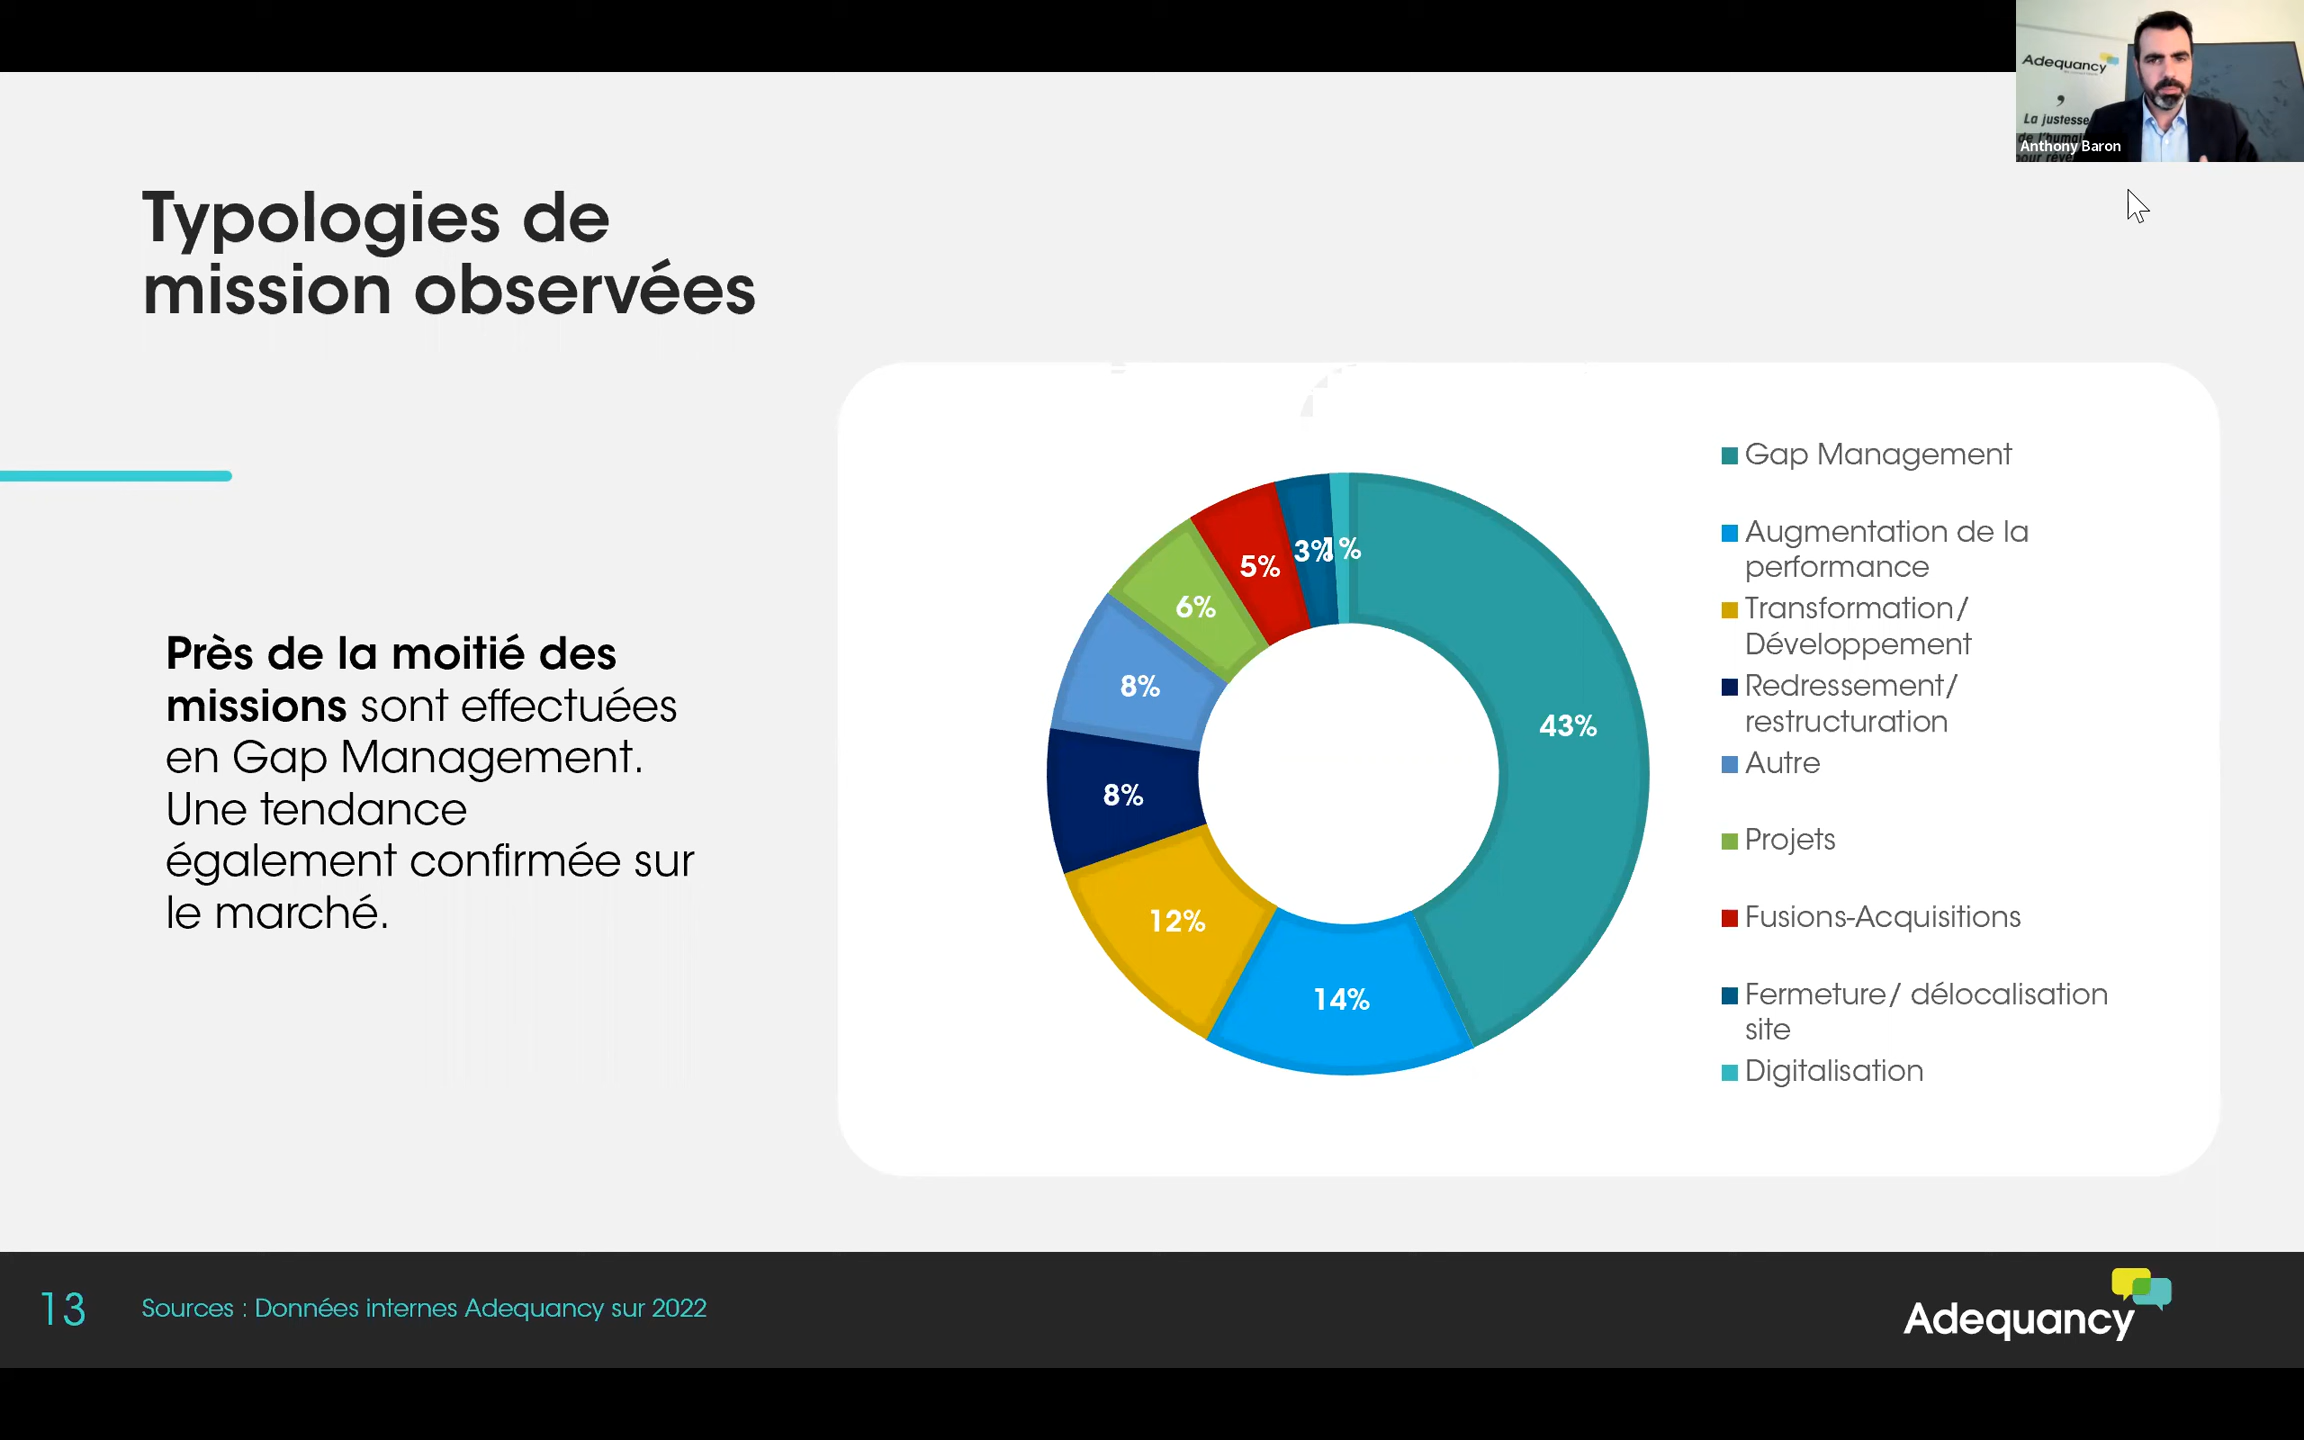 Adequancy
,
La justesse
de l'humai
pour rév
Anthony Baron
Typologies de
mission observées
Près de la moitié des
missions sont effectuées
en Gap Management.
Une tendance
également confirmée sur
le marché.
43%
14%
12%
8%
8%
6%
5%
3%
1%
Gap Management
Augmentation de la
performance
Transformation/
Développement
Redressement/
restructuration
Autre
Projets
Fusions-Acquisitions
Fermeture/ délocalisation
site
Digitalisation
13
Sources : Données internes Adequancy sur 2022
Adequancy